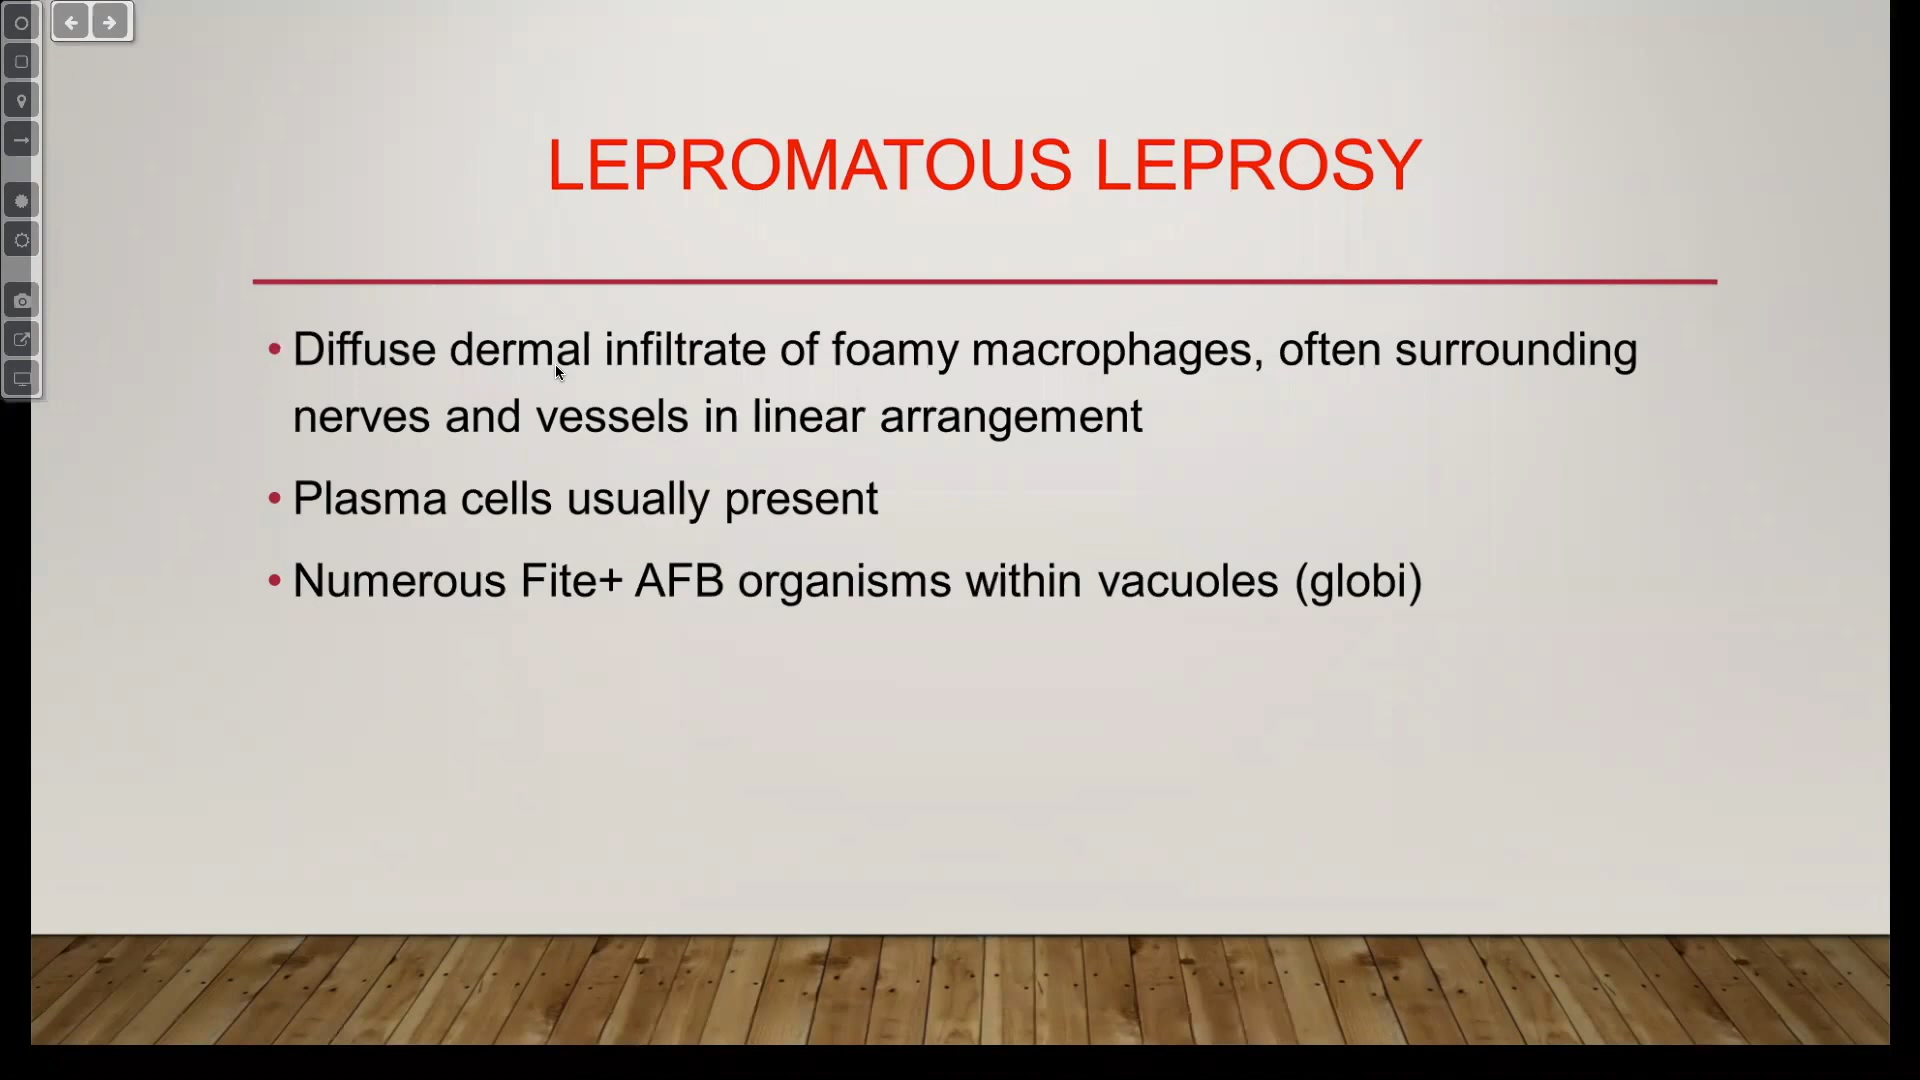 LEPROMATOUS LEPROSY
• Diffuse dermal infiltrate of foamy macrophages, often surrounding
nerves and vessels in linear arrangement
• Plasma cells usually present
• Numerous Fite+ AFB organisms within vacuoles (globi)